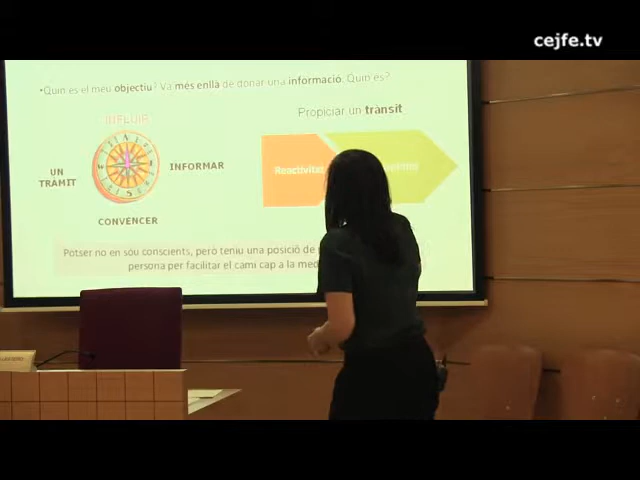 cejfe.tv
•Quin es el meu objectiu? Va més enllà de donar una informació. Quin és?
Propiciar un trànsit
INFLUIR
Reactivitat
UN
TRAMIT
INFORMAR
CONVENCER
Potser no en sou conscients, però teniu una posició de
persona per facilitar el camí cap a la